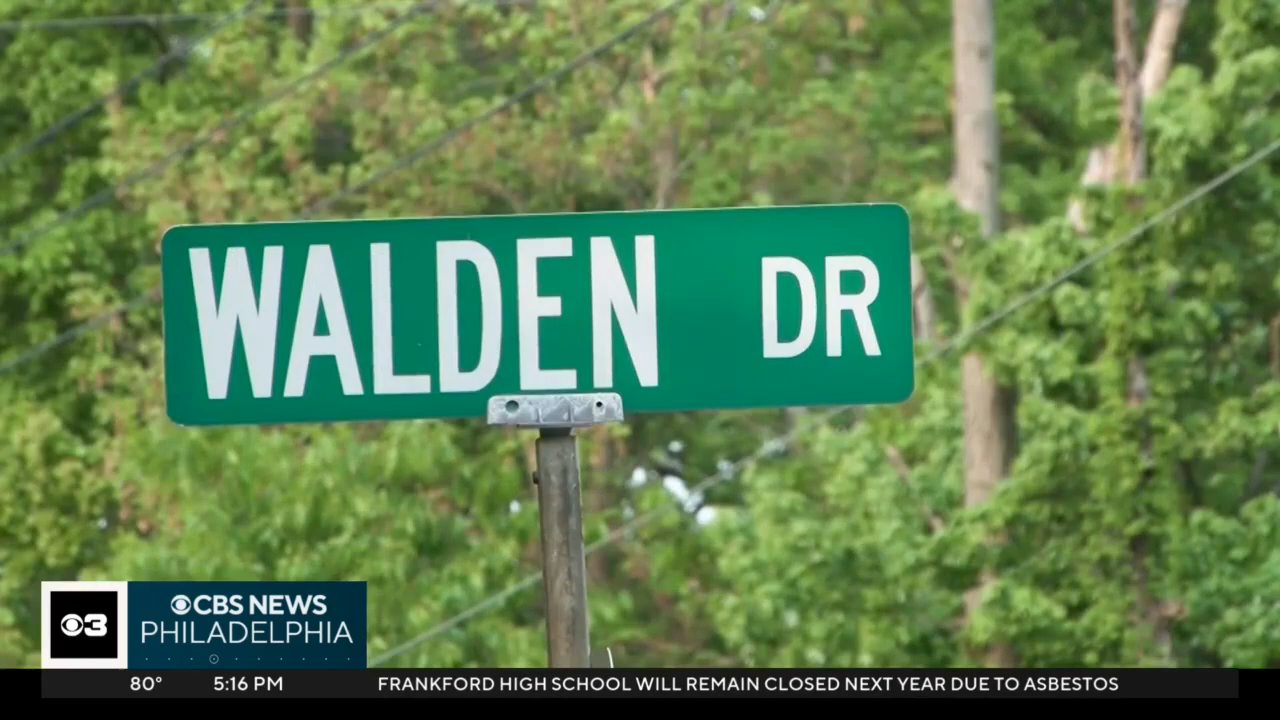 WALDEN DR
3
CBS NEWS
PHILADELPHIA
80° 5:16 PM FRANKFORD HIGH SCHOOL WILL REMAIN CLOSED NEXT YEAR DUE TO ASBESTOS